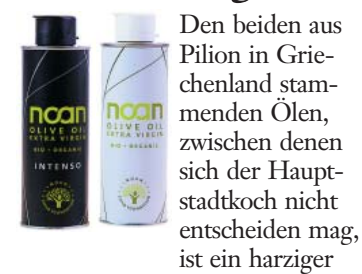 noan
OLIVE OIL
EXTRA VIRGIN
BIO - ORGANIC
INTENSO
noan
OLIVE OIL
EXTRA VIRGIN
BIO - ORGANIC
Den beiden aus
Pilion in Grie-
chenland stam-
menden Ölen,
zwischen denen
sich der Haupt-
stadtkoch nicht
entscheiden mag,
ist ein harziger